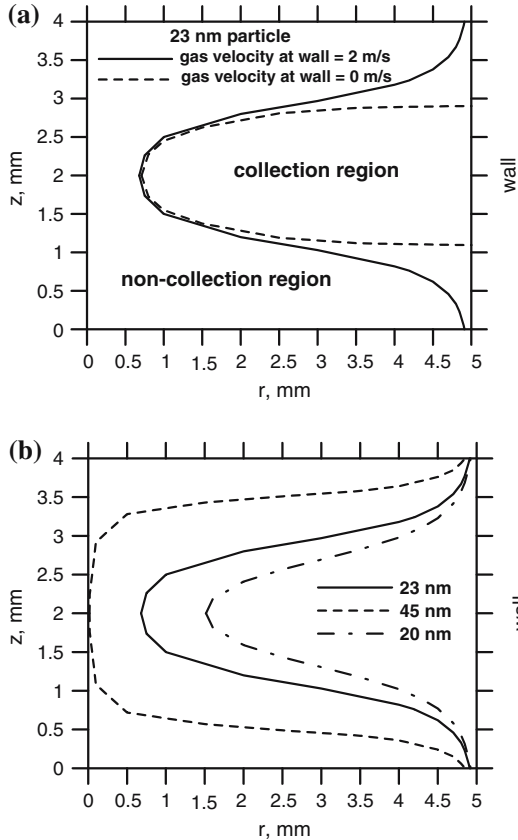 (a)
23 nm particle
gas velocity at wall = 2 m/s
gas velocity at wall = 0 m/s
4
3.5
3
2.5
2
1.5
1
0.5
0
z, mm
collection region
non-collection region
wall
0 0.5 1 1.5 2 2.5 3 3.5 4 4.5 5
r, mm
(b)
4
3.5
3
2.5
2
1.5
1
0.5
0
z, mm
23 nm
45 nm
20 nm
wall
0 0.5 1 1.5 2 2.5 3 3.5 4 4.5 5
r, mm